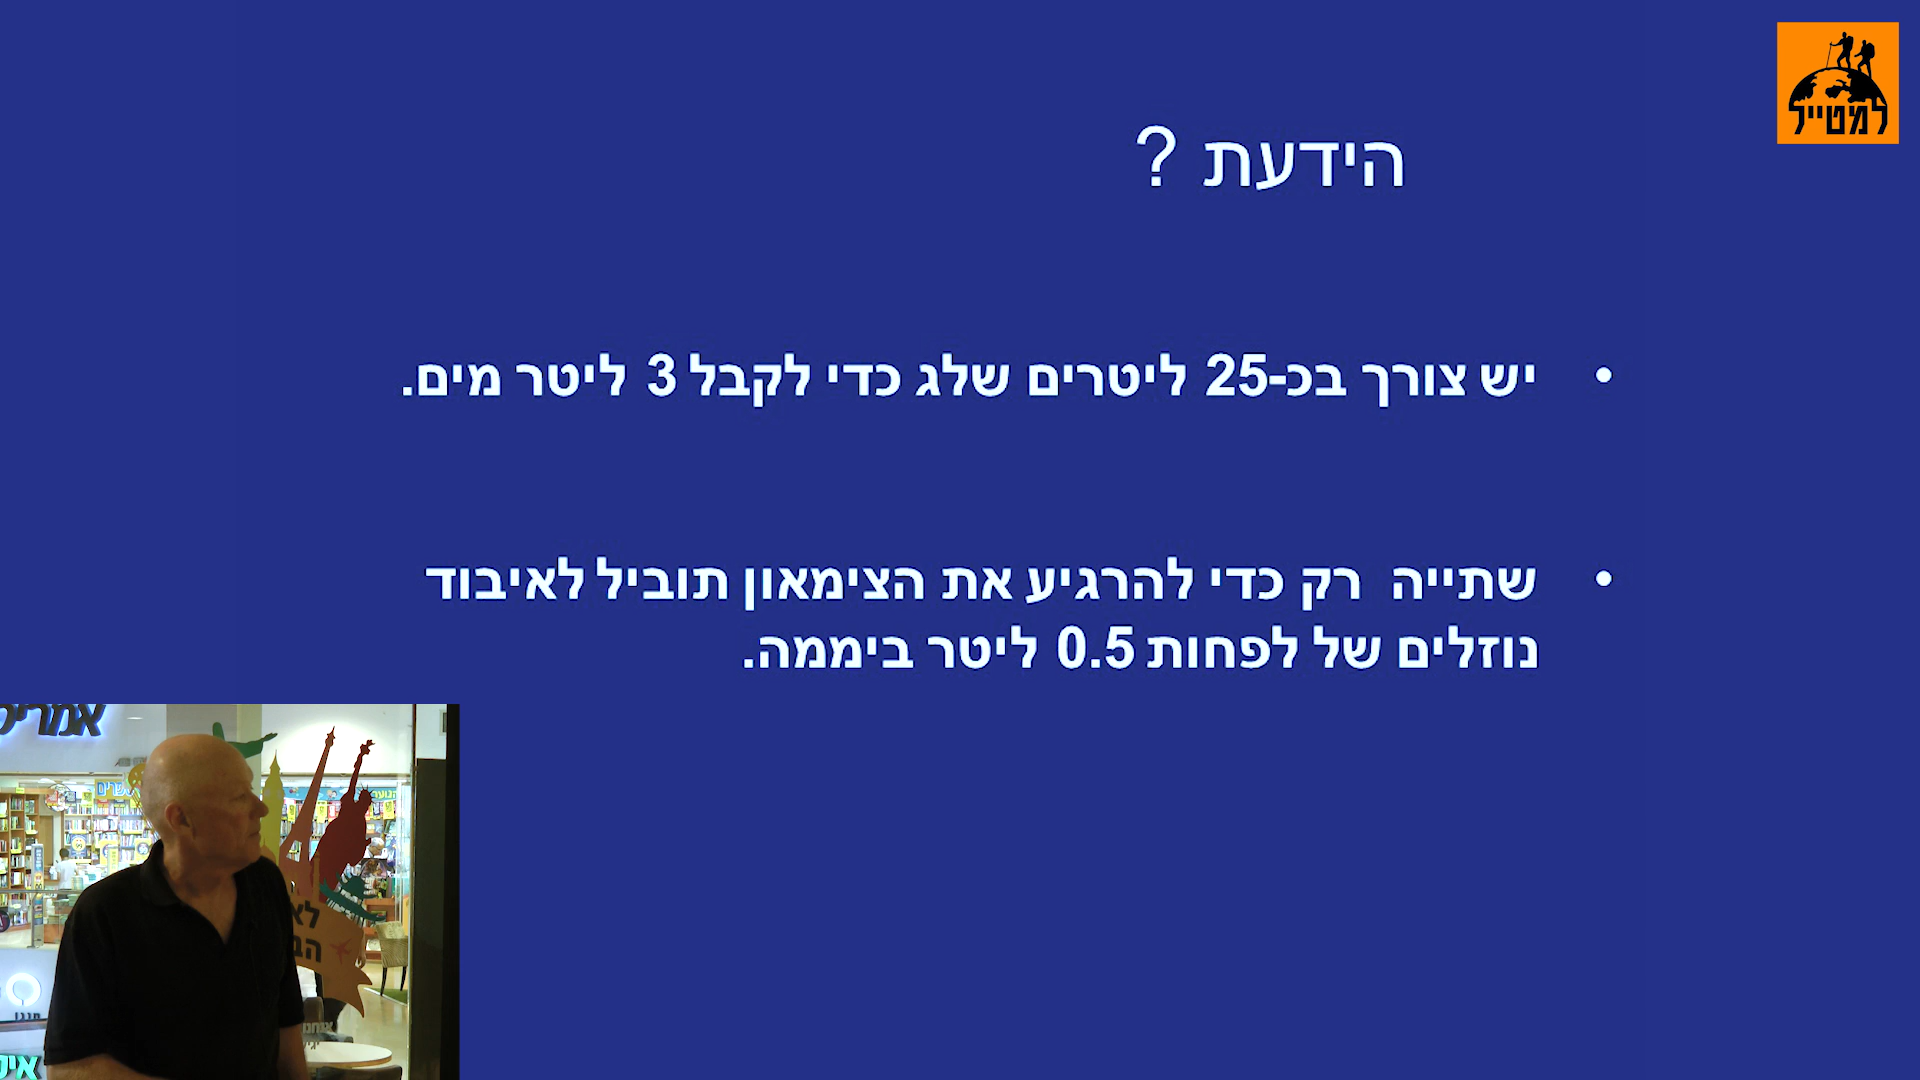 למטייל
הידעת ?
• יש צורך בכ-25 ליטרים שלג כדי לקבל 3 ליטר מים.
• שתייה רק כדי להרגיע את הצימאון תוביל לאיבוד
נוזלים של לפחות 0.5 ליטר ביממה.